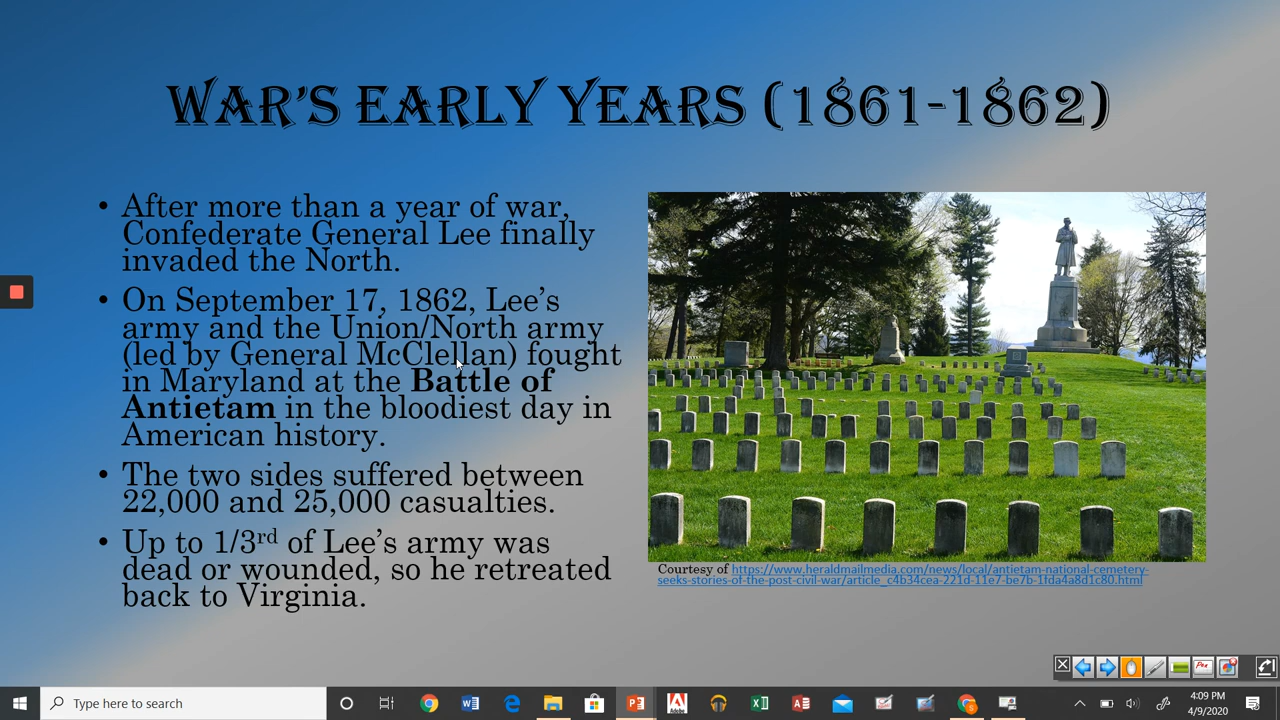 WAR'S EARLY YEARS (1861-1862)
• After more than a year of war,
Confederate General Lee finally
invaded the North.
• On September 17, 1862, Lee's
army and the Union/North army
(led by General McClellan) fought
in Maryland at the Battle of
Antietam in the bloodiest day in
American history.
• The two sides suffered between
22,000 and 25,000 casualties.
• Up to 1/3rd of Lee's army was
dead or wounded, so he retreated
back to Virginia.
Courtesy of https://www.heraldmailmedia.com/news/local/antietam-national-cemetery-
seeks-stories-of-the-post-civil-war/article_c4b34cea-221d-11e7-be7b-1fda4a8d1c80.html
Type here to search
4:09 PM
4/9/2020